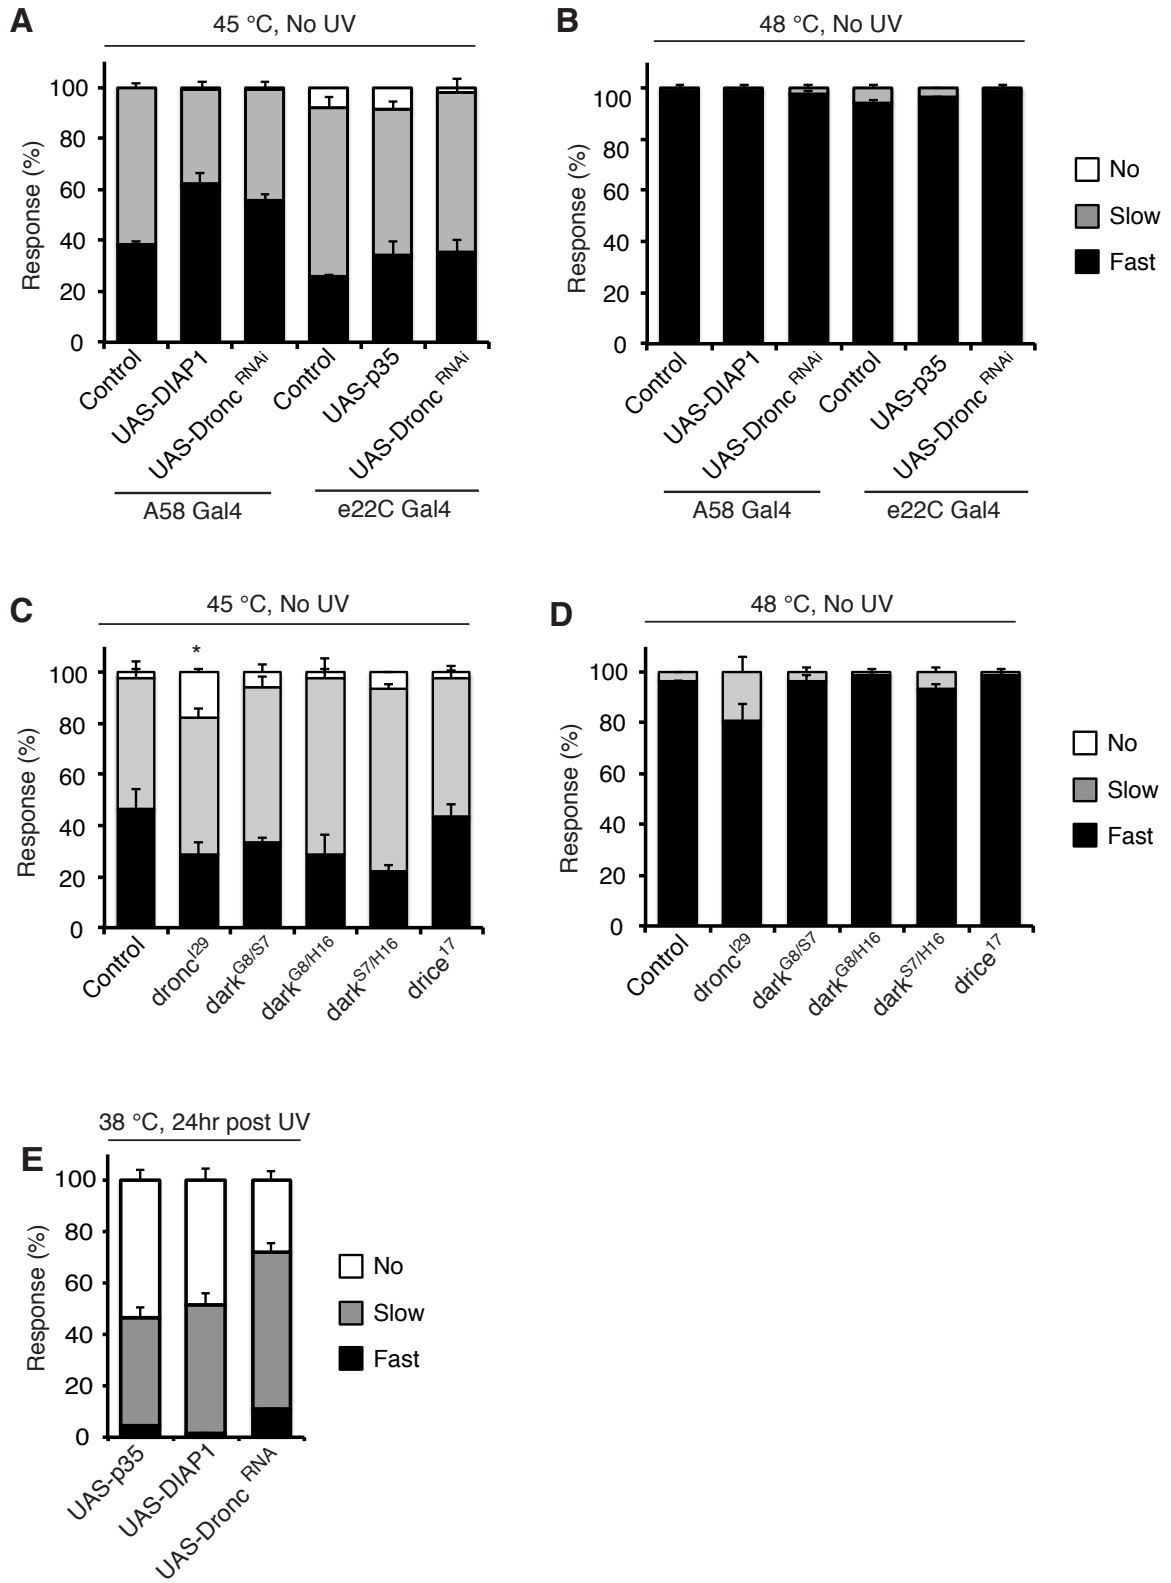 A
45 °C, No UV
Response (%)
100
80
60
40
20
0
Control
UAS-DIAP1
UAS-Dronc RNAi
Control
UAS-p35
UAS-Dronc RNAi
A58 Gal4
e22C Gal4
B
48 °C, No UV
Response (%)
100
80
60
40
20
0
Control
UAS-DIAP1
UAS-Dronc RNAi
Control
UAS-p35
UAS-Dronc RNAi
A58 Gal4
e22C Gal4
No
Slow
Fast
C
45 °C, No UV
*
Response (%)
100
80
60
40
20
0
Control
droncI29
darkG8/S7
darkG8/H16
darkS7/H16
drice17
D
48 °C, No UV
Response (%)
100
80
60
40
20
0
Control
droncI29
darkG8/S7
darkG8/H16
darkS7/H16
drice17
No
Slow
Fast
E
38 °C, 24hr post UV
Response (%)
100
80
60
40
20
0
UAS-p35
UAS-DIAP1
UAS-Dronc RNA
No
Slow
Fast